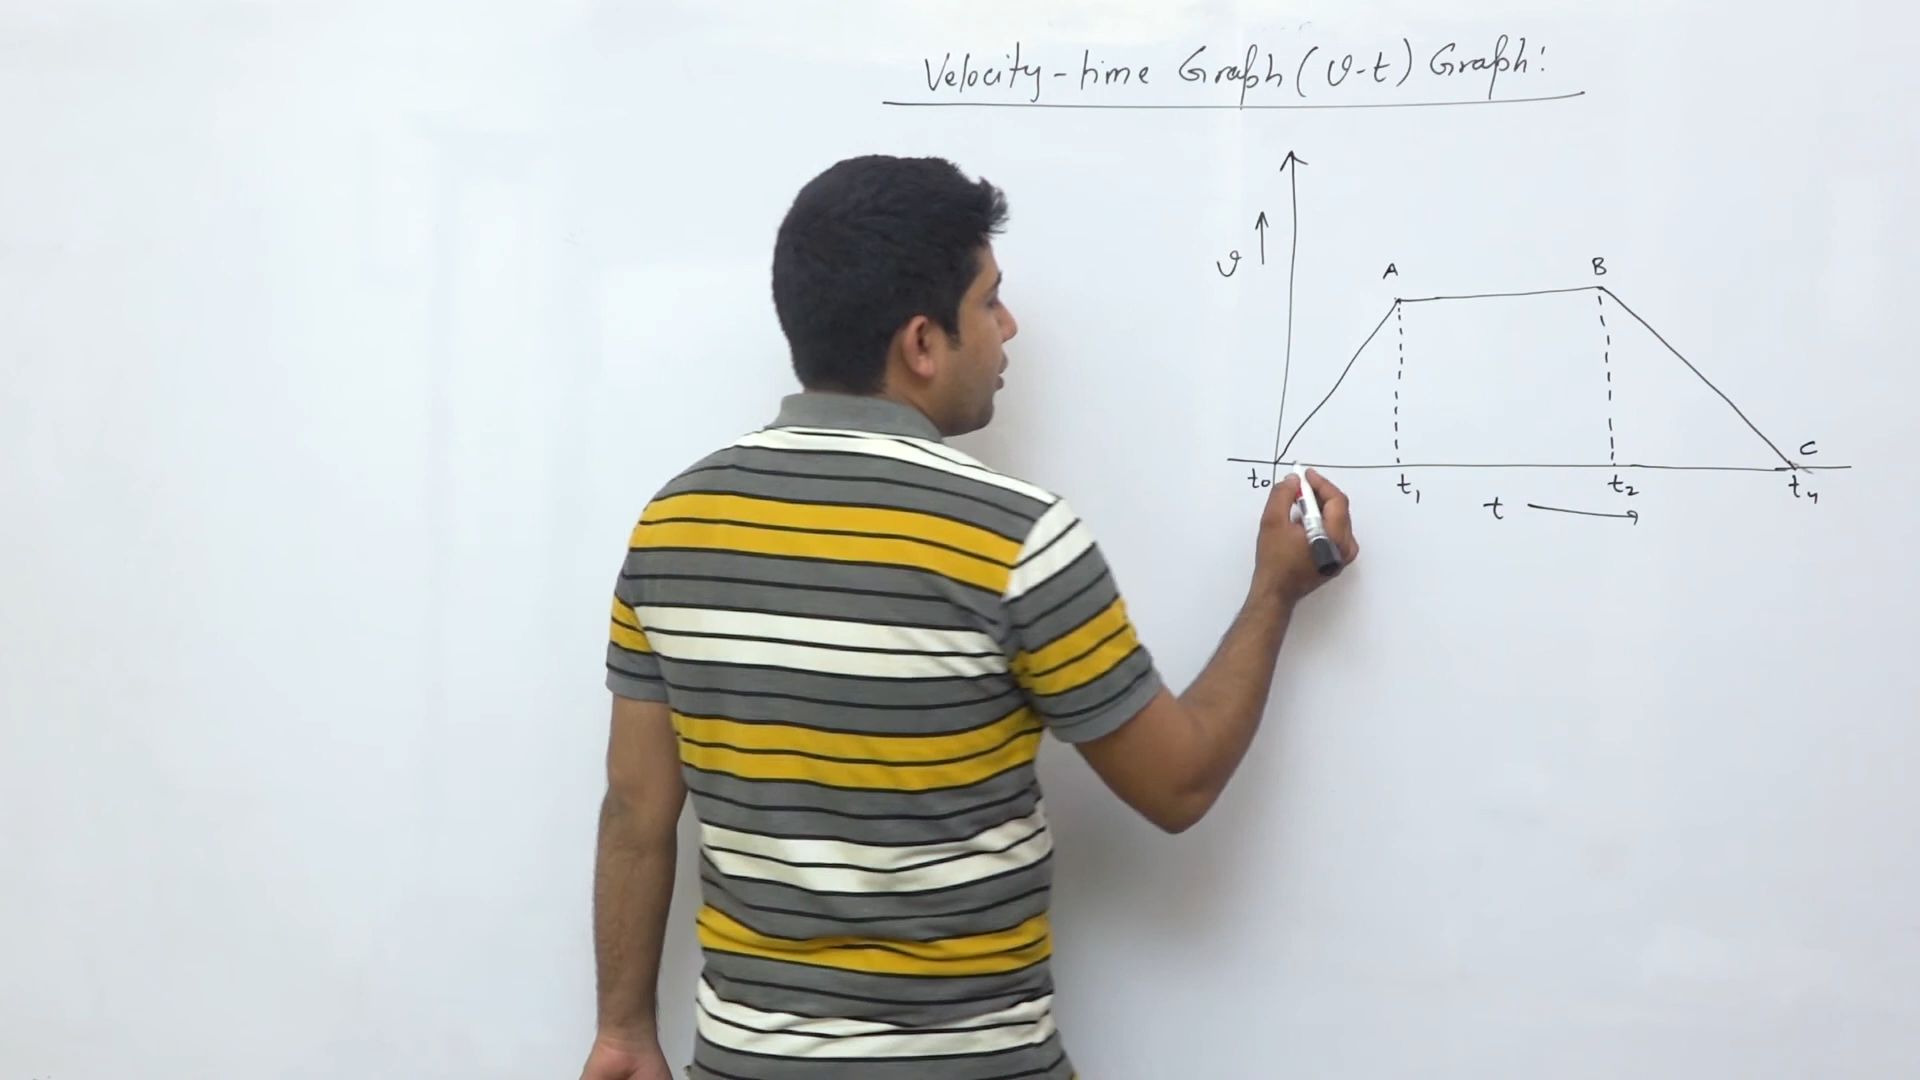 Velocity-time Graph (v-t) Graph:
v
A B
C
t₀ t₁ t₂ t₄
t